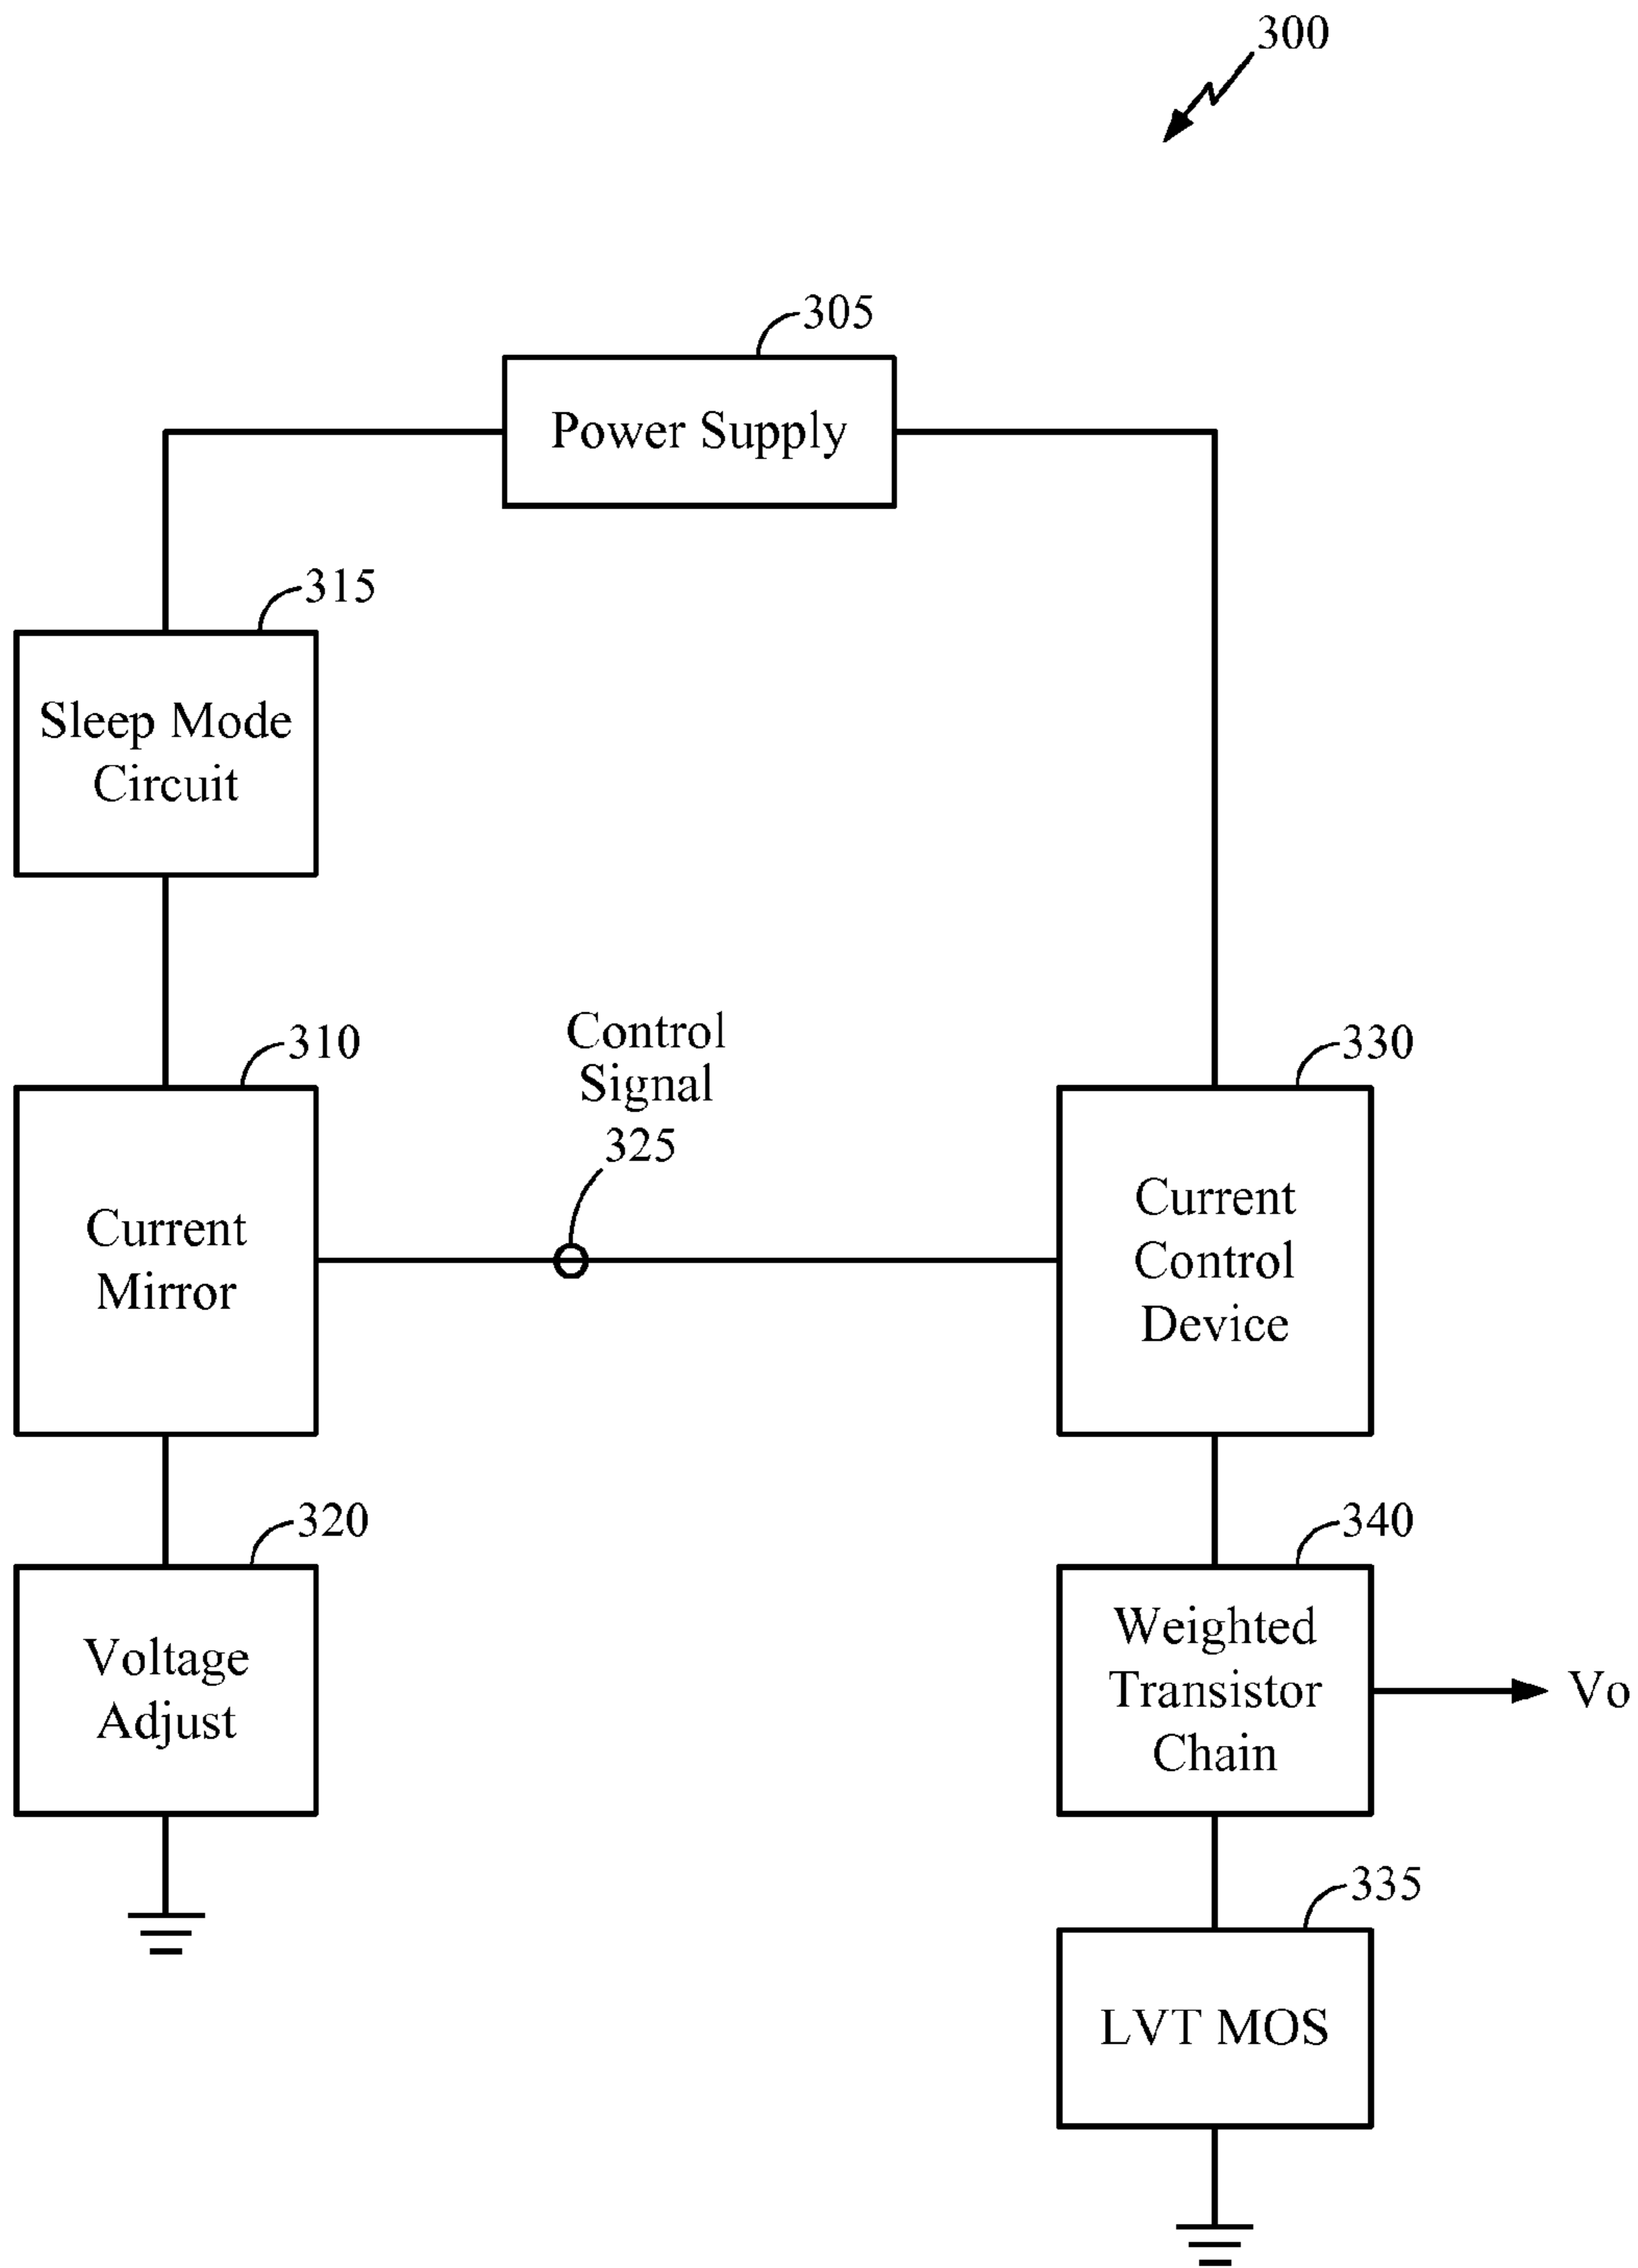 300
305
Power Supply
315
Sleep Mode
Circuit
310
Current
Mirror
Control
Signal
325
330
Current
Control
Device
320
Voltage
Adjust
340
Weighted
Transistor
Chain
Vo
335
LVT MOS